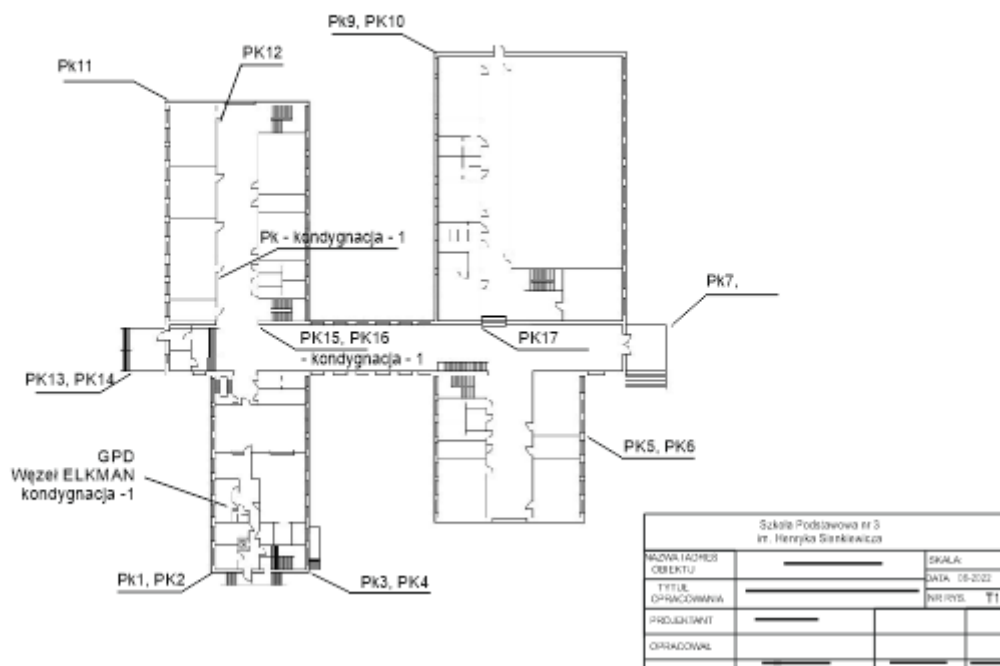 Pk9, PK10
PK12
Pk11
Pk - kondygnacja - 1
Pk7,
PK15, PK16
- kondygnacja - 1
PK17
PK13, PK14
PK5, PK6
GPD
Węzeł ELKMAN
kondygnacja -1
Pk1, PK2
Pk3, PK4
Szkoła Podstawowa nr 3
im. Henryka Sienkiewicza
NAZWA I ADRES
OBIEKTU
SKALA:
DATA 08-2022
TYTUŁ
OPRACOWANIA
NR RYS. T1
PROJEKTANT
OPRACOWAŁ